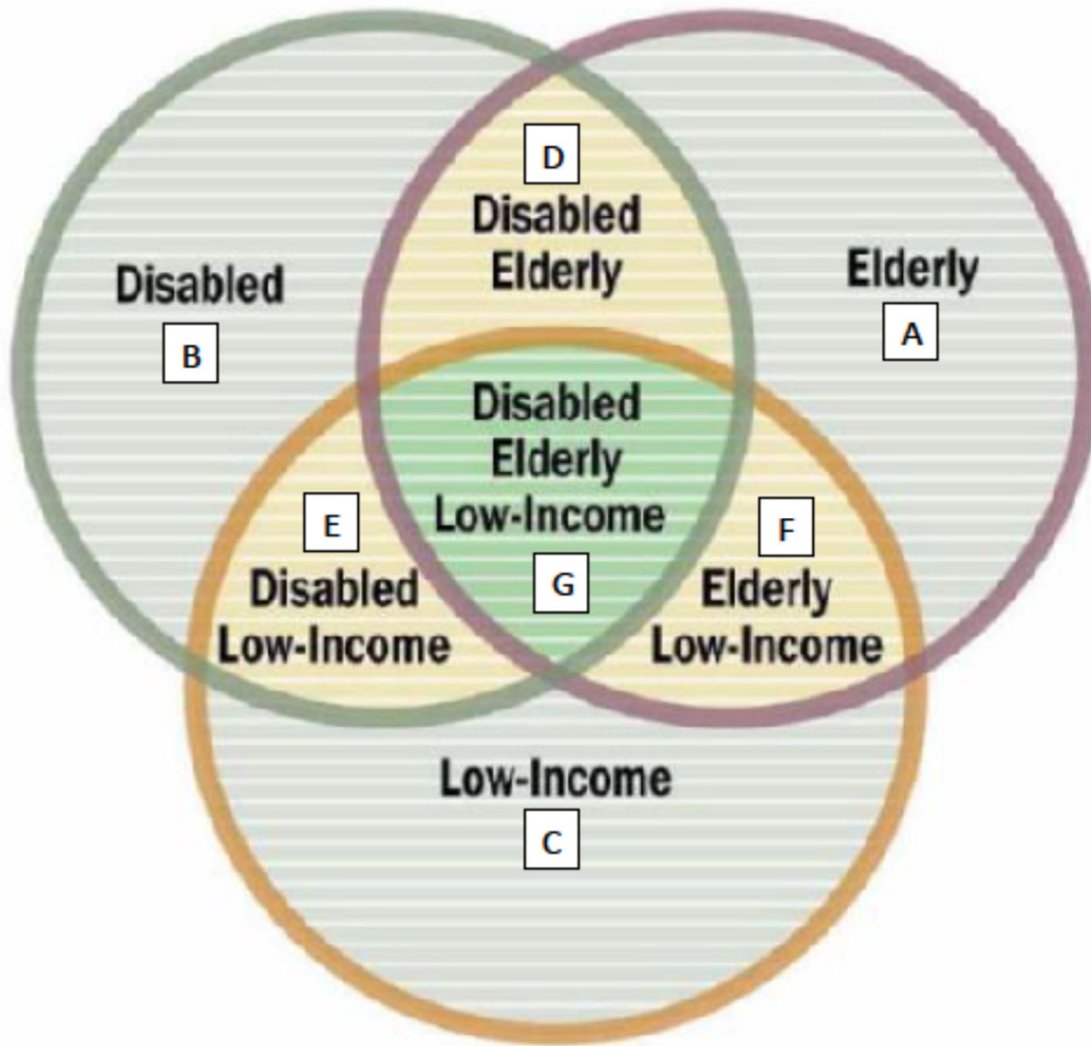 D
Disabled
Elderly
Disabled
B
Elderly
A
Disabled
Elderly
Low-Income
G
E
Disabled
Low-Income
F
Elderly
Low-Income
Low-Income
C